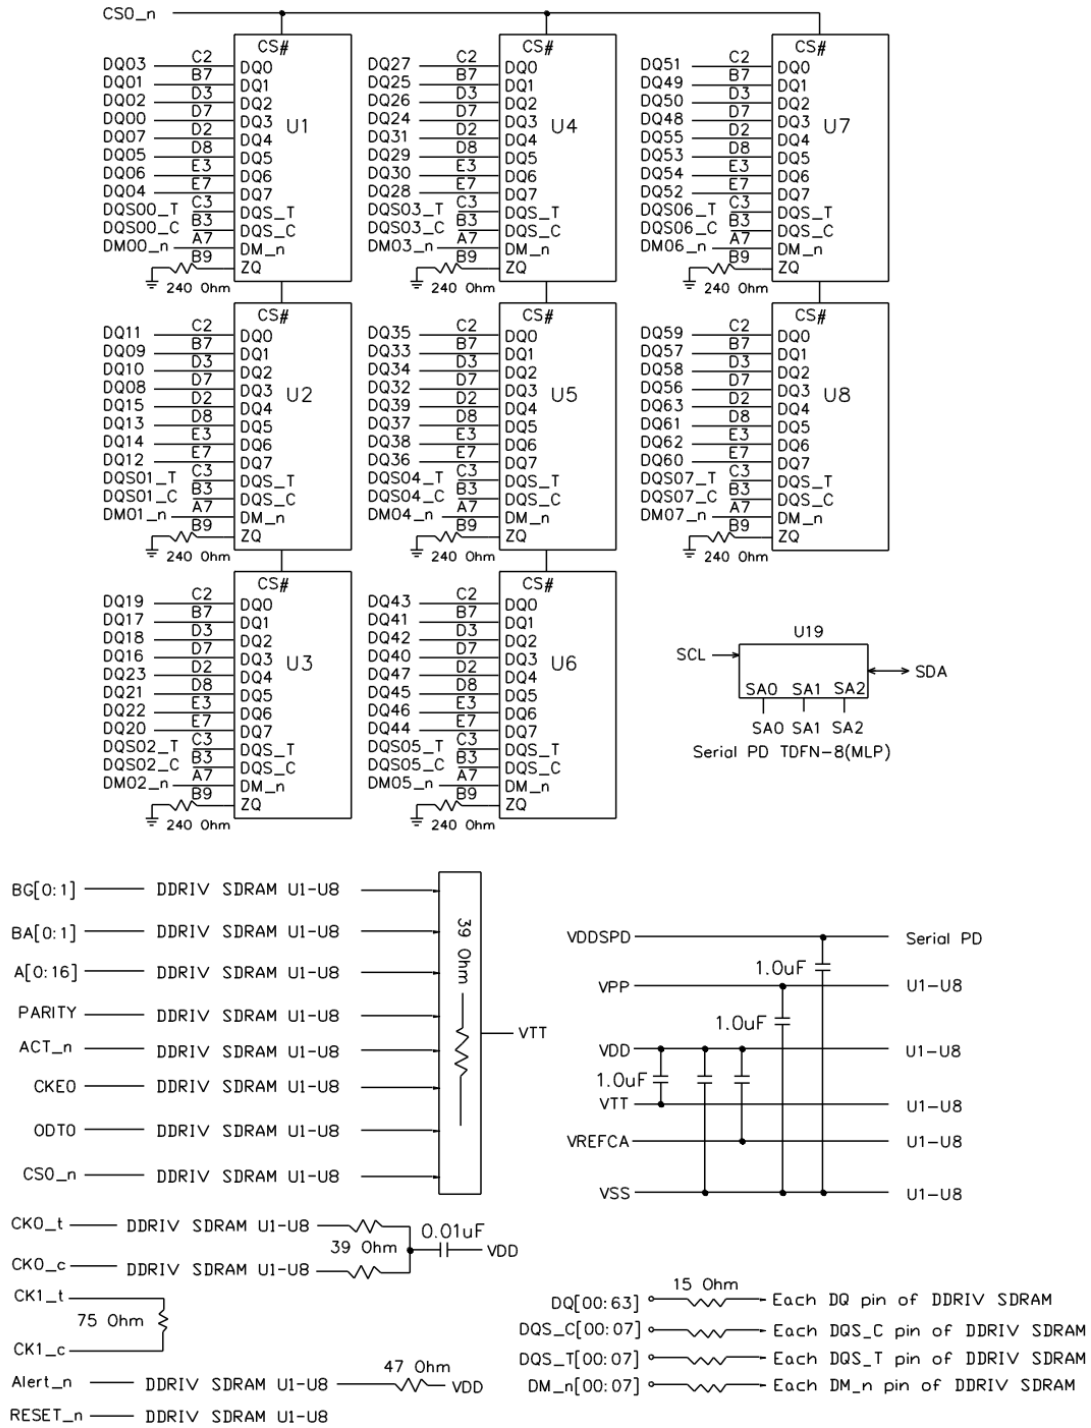 CS0_n
CS#
DQ03 C2 DQ0
DQ01 B7 DQ1
DQ02 D3 DQ2
DQ00 D7 DQ3
U1
DQ07 D2 DQ4
DQ05 D8 DQ5
DQ06 E3 DQ6
DQ04 E7 DQ7
DQS00_T C3 DQS_T
DQS00_C B3 DQS_C
DM00_n A7 DM_n
B9 ZQ
240 Ohm
CS#
DQ11 C2 DQ0
DQ09 B7 DQ1
DQ10 D3 DQ2
DQ08 D7 DQ3
U2
DQ15 D2 DQ4
DQ13 D8 DQ5
DQ14 E3 DQ6
DQ12 E7 DQ7
DQS01_T C3 DQS_T
DQS01_C B3 DQS_C
DM01_n A7 DM_n
B9 ZQ
240 Ohm
CS#
DQ19 C2 DQ0
DQ17 B7 DQ1
DQ18 D3 DQ2
DQ16 D7 DQ3
U3
DQ23 D2 DQ4
DQ21 D8 DQ5
DQ22 E3 DQ6
DQ20 E7 DQ7
DQS02_T C3 DQS_T
DQS02_C B3 DQS_C
DM02_n A7 DM_n
B9 ZQ
240 Ohm
CS#
DQ27 C2 DQ0
DQ25 B7 DQ1
DQ26 D3 DQ2
DQ24 D7 DQ3
U4
DQ31 D2 DQ4
DQ29 D8 DQ5
DQ30 E3 DQ6
DQ28 E7 DQ7
DQS03_T C3 DQS_T
DQS03_C B3 DQS_C
DM03_n A7 DM_n
B9 ZQ
240 Ohm
CS#
DQ35 C2 DQ0
DQ33 B7 DQ1
DQ34 D3 DQ2
DQ32 D7 DQ3
U5
DQ39 D2 DQ4
DQ37 D8 DQ5
DQ38 E3 DQ6
DQ36 E7 DQ7
DQS04_T C3 DQS_T
DQS04_C B3 DQS_C
DM04_n A7 DM_n
B9 ZQ
240 Ohm
CS#
DQ43 C2 DQ0
DQ41 B7 DQ1
DQ42 D3 DQ2
DQ40 D7 DQ3
U6
DQ47 D2 DQ4
DQ45 D8 DQ5
DQ46 E3 DQ6
DQ44 E7 DQ7
DQS05_T C3 DQS_T
DQS05_C B3 DQS_C
DM05_n A7 DM_n
B9 ZQ
240 Ohm
CS#
DQ51 C2 DQ0
DQ49 B7 DQ1
DQ50 D3 DQ2
DQ48 D7 DQ3
U7
DQ55 D2 DQ4
DQ53 D8 DQ5
DQ54 E3 DQ6
DQ52 E7 DQ7
DQS06_T C3 DQS_T
DQS06_C B3 DQS_C
DM06_n A7 DM_n
B9 ZQ
240 Ohm
CS#
DQ59 C2 DQ0
DQ57 B7 DQ1
DQ58 D3 DQ2
DQ56 D7 DQ3
U8
DQ63 D2 DQ4
DQ61 D8 DQ5
DQ62 E3 DQ6
DQ60 E7 DQ7
DQS07_T C3 DQS_T
DQS07_C B3 DQS_C
DM07_n A7 DM_n
B9 ZQ
240 Ohm
U19
SCL
SDA
SA0 SA1 SA2
SA0 SA1 SA2
Serial PD TDFN-8(MLP)
BG[0:1] DDRIV SDRAM U1-U8
BA[0:1] DDRIV SDRAM U1-U8
A[0:16] DDRIV SDRAM U1-U8
PARITY DDRIV SDRAM U1-U8
ACT_n DDRIV SDRAM U1-U8
CKE0 DDRIV SDRAM U1-U8
ODT0 DDRIV SDRAM U1-U8
CS0_n DDRIV SDRAM U1-U8
39 Ohm
VTT
CK0_t DDRIV SDRAM U1-U8
39 Ohm
0.01uF
VDD
CK0_c DDRIV SDRAM U1-U8
CK1_t
75 Ohm
CK1_c
47 Ohm
Alert_n DDRIV SDRAM U1-U8 VDD
RESET_n DDRIV SDRAM U1-U8
VDDSPD Serial PD
1.0uF
VPP U1-U8
1.0uF
VDD U1-U8
1.0uF
VTT U1-U8
VREFCA U1-U8
VSS U1-U8
15 Ohm
DQ[00:63] Each DQ pin of DDRIV SDRAM
DQS_C[00:07] Each DQS_C pin of DDRIV SDRAM
DQS_T[00:07] Each DQS_T pin of DDRIV SDRAM
DM_n[00:07] Each DM_n pin of DDRIV SDRAM